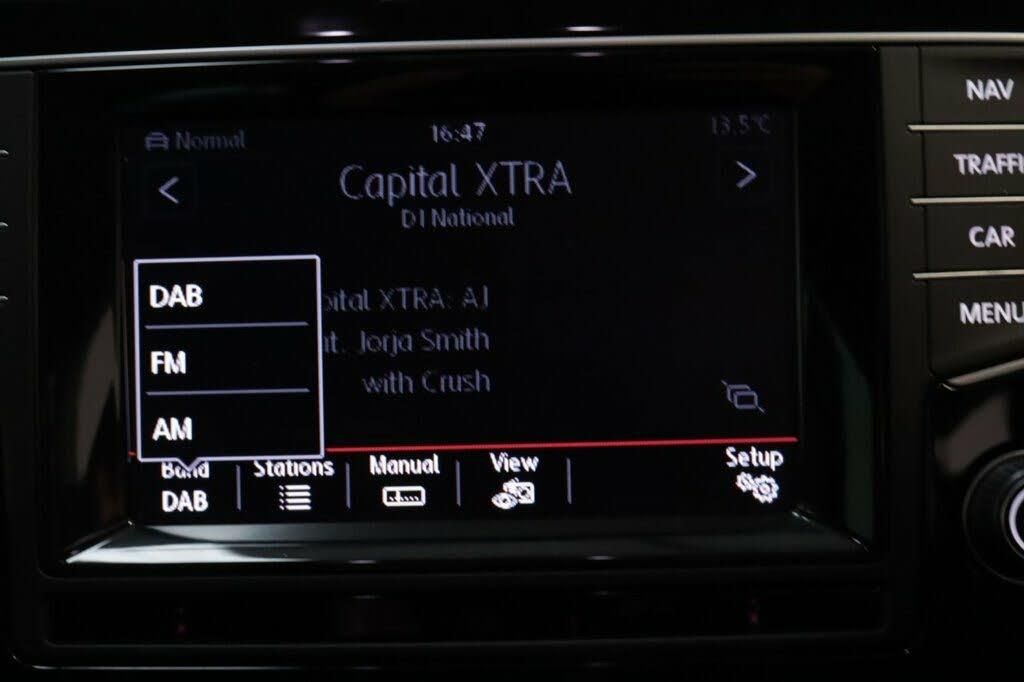 Normal
16:47
13.5°C
Capital XTRA
D1 National
DAB
FM
AM
pital XTRA: AJ
at. Jorja Smith
with Crush
Band
DAB
Stations
Manual
View
Setup
NAV
TRAFFI
CAR
MENU